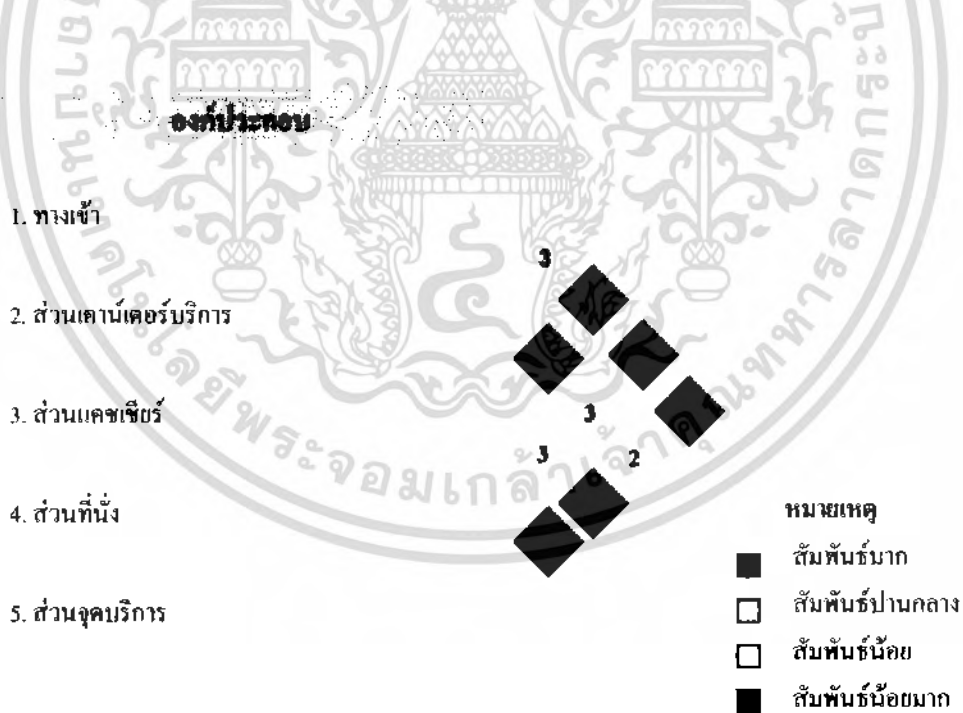 องค์ประกอบ
1. ทางเข้า
3
2. ส่วนเคาน์เตอร์บริการ
3. ส่วนแคชเชียร์
3
3
2
4. ส่วนที่นั่ง
หมายเหตุ
สัมพันธ์มาก
สัมพันธ์ปานกลาง
5. ส่วนจุดบริการ
สัมพันธ์น้อย
สัมพันธ์น้อยมาก